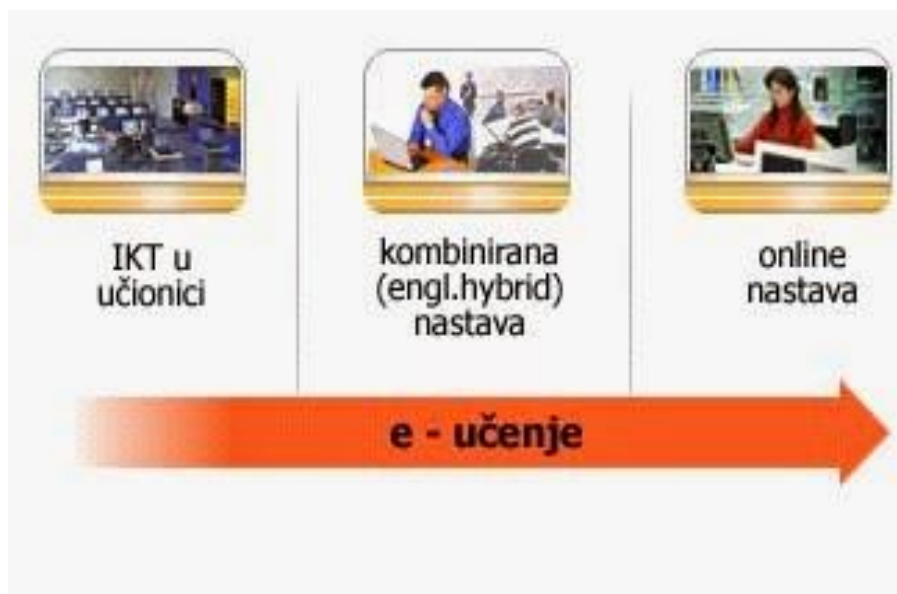 IKT u
učionici
kombinirana
(engl.hybrid)
nastava
online
nastava
e - učenje